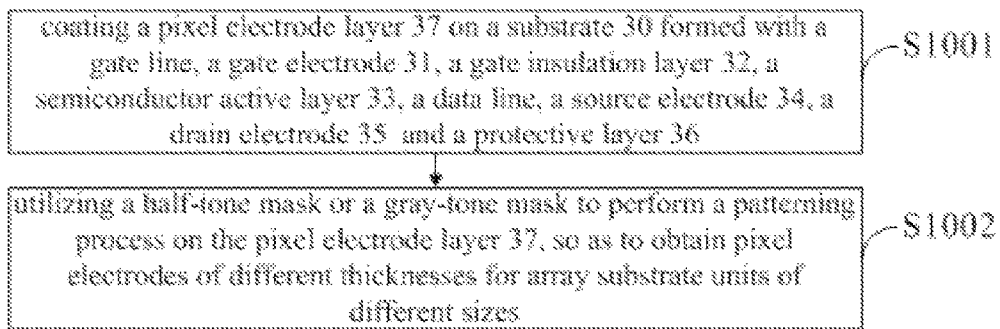 coating a pixel electrode layer 37 on a substrate 30 formed with a
gate line, a gate electrode 31, a gate insulation layer 32, a
semiconductor active layer 33, a data line, a source electrode 34, a
drain electrode 35 and a protective layer 36
S1001
utilizing a half-tone mask or a gray-tone mask to perform a patterning
process on the pixel electrode layer 37, so as to obtain pixel
electrodes of different thicknesses for array substrate units of
different sizes
S1002